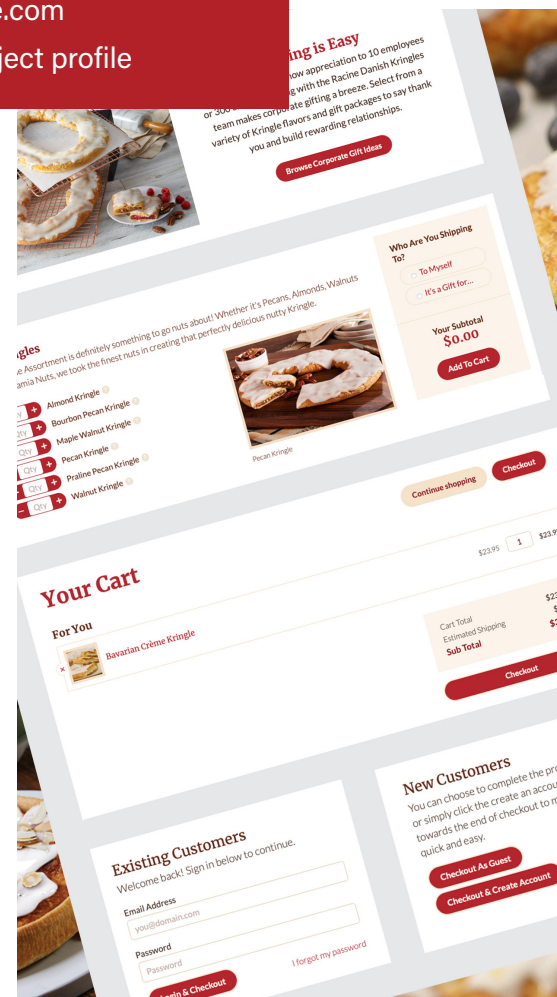 e.com
ject profile
ing is Easy
now appreciation to 10 employees
or 300
g with the Racine Danish Kringles
team makes corporate gifting a breeze. Select from a
variety of Kringle flavors and gift packages to say thank
you and build rewarding relationships.
Browse Corporate Gift Ideas
gles
e Assortment is definitely something to go nuts about! Whether it's Pecans, Almonds, Walnuts
amia Nuts, we took the finest nuts in creating that perfectly delicious nutty Kringle.
ty + Almond Kringle
Qty + Bourbon Pecan Kringle
Qty + Maple Walnut Kringle
Qty + Pecan Kringle
Qty + Praline Pecan Kringle
– Qty + Walnut Kringle
Pecan Kringle
Who Are You Shipping
To?
To Myself
It's a Gift for...
Your Subtotal
$0.00
Add To Cart
Continue shopping
Checkout
Your Cart
$23.95 1 $23.9
For You
× Bavarian Crème Kringle
Cart Total $23
Estimated Shipping $
Sub Total $
Checkout
Existing Customers
Welcome back! Sign in below to continue.
Email Address
you@domain.com
Password
Password
I forgot my password
Login & Checkout
New Customers
You can choose to complete the pro
or simply click the create an accou
towards the end of checkout to m
quick and easy.
Checkout As Guest
Checkout & Create Account